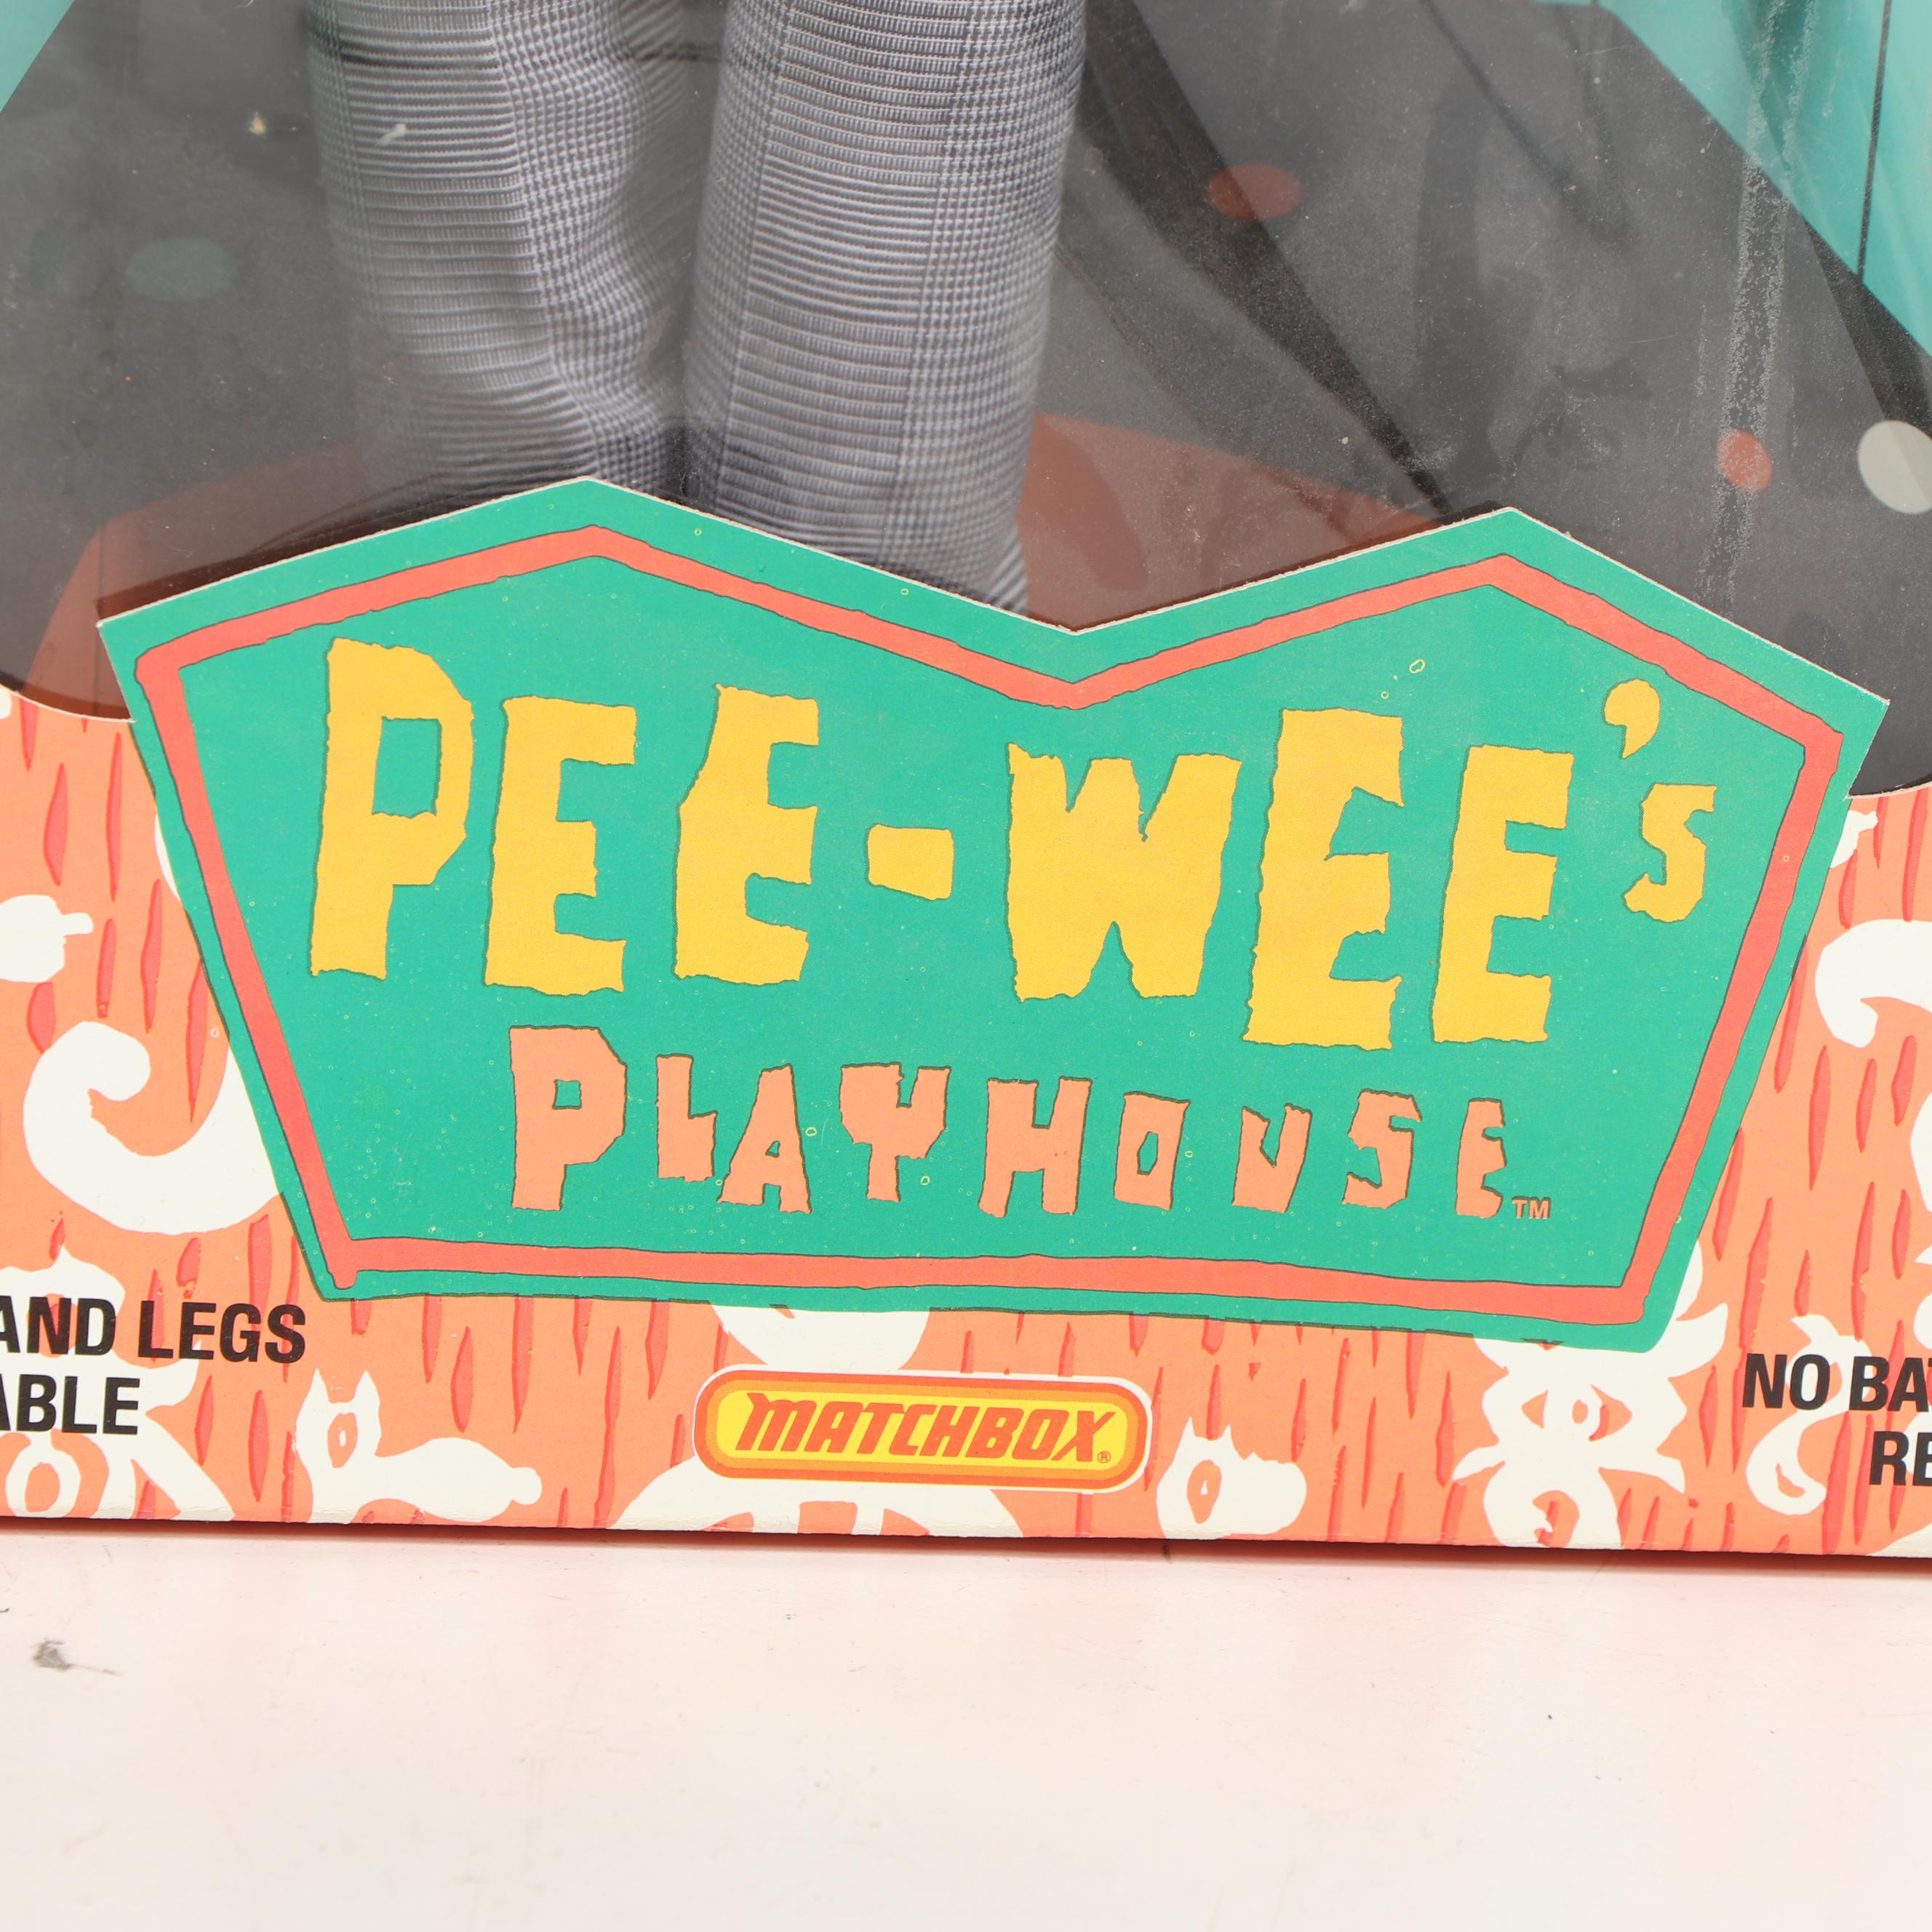 PEE-WEE's
PLAYHOUSE™
AND LEGS
ABLE
MATCHBOX®
NO BA
RE